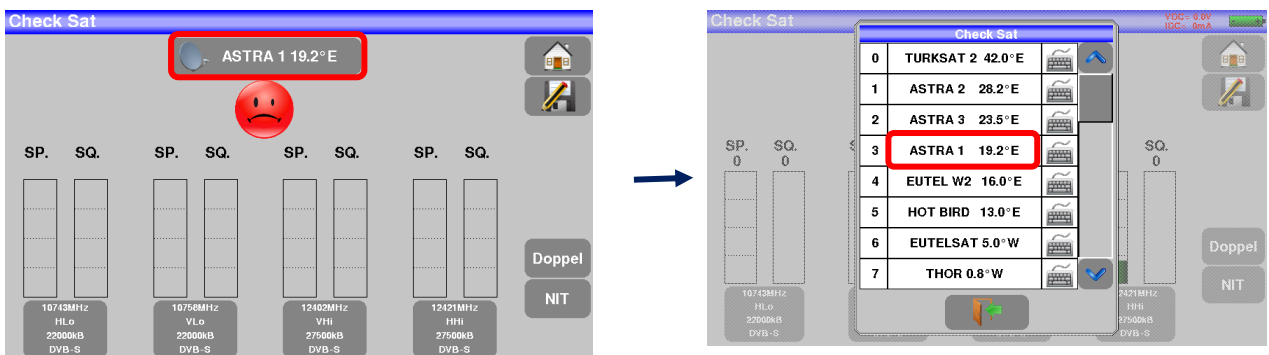 Check Sat
ASTRA 1 19.2°E
SP. SQ. SP. SQ. SP. SQ. SP. SQ.
Doppel
NIT
10743MHz
HLo
22000kB
DVB-S
10758MHz
VLo
22000kB
DVB-S
12402MHz
VHi
27500kB
DVB-S
12421MHz
HHi
27500kB
DVB-S
Check Sat
VDC= 0.0V
IDC= 0mA
Check Sat
0 TURKSAT 2 42.0°E
1 ASTRA 2 28.2°E
2 ASTRA 3 23.5°E
3 ASTRA 1 19.2°E
4 EUTEL W2 16.0°E
5 HOT BIRD 13.0°E
6 EUTELSAT 5.0°W
7 THOR 0.8°W
SP. SQ. SQ.
0 0 0
Doppel
NIT
10743MHz
HLo
22000kB
DVB-S
2421MHz
HHi
27500kB
DVB-S